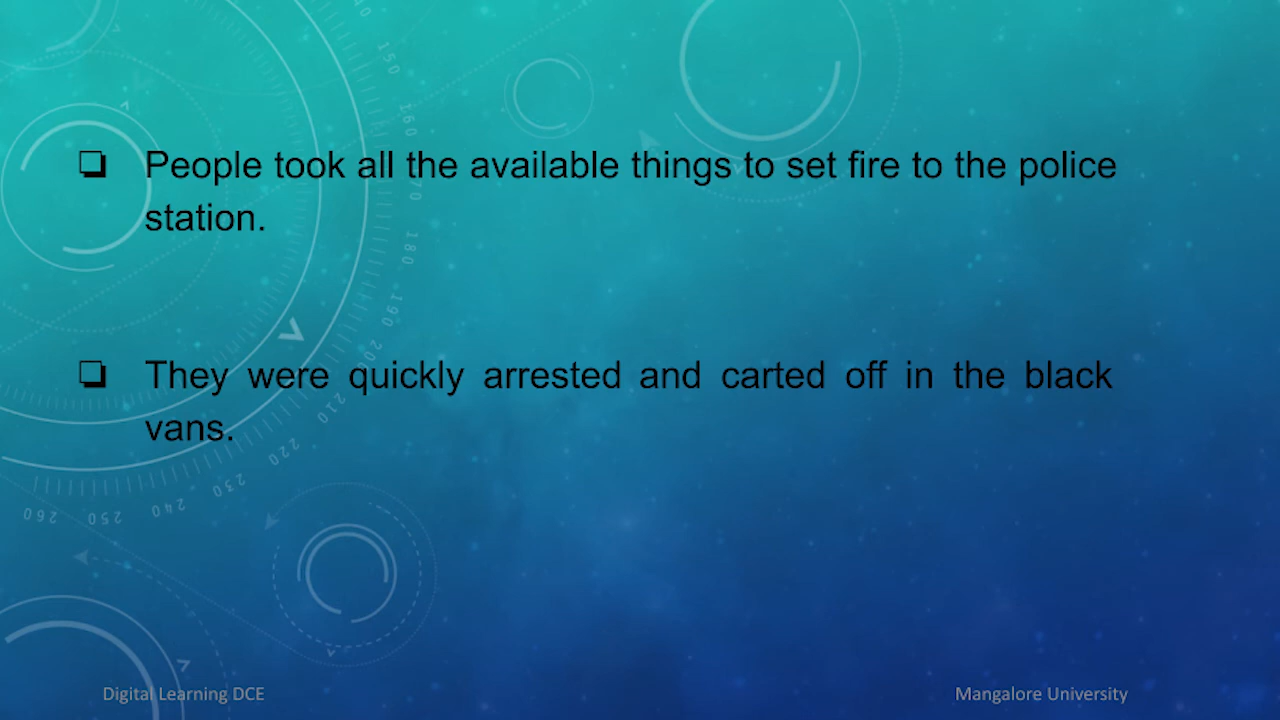 ❏ People took all the available things to set fire to the police
station.
❏ They were quickly arrested and carted off in the black
vans.
Digital Learning DCE
Mangalore University